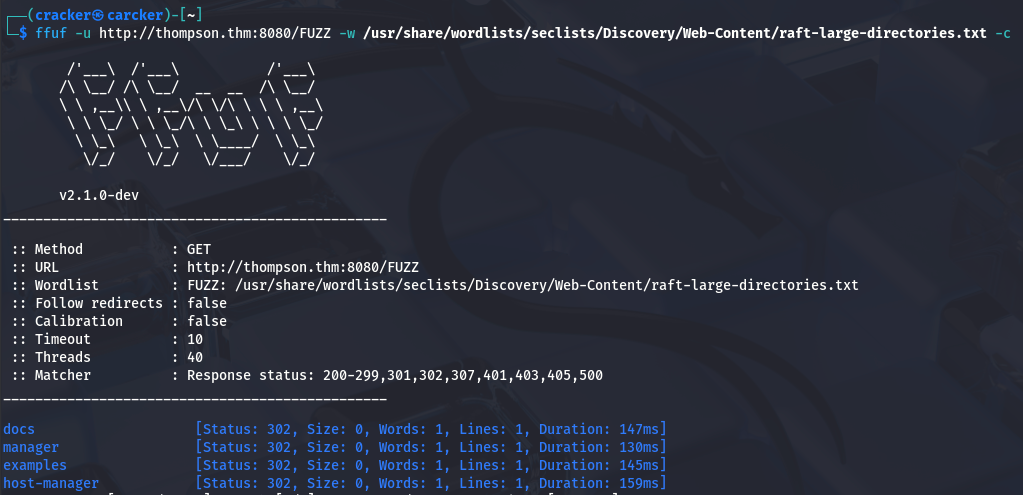 ┌──(cracker㉿carcker)-[~]
└─$ ffuf -u http://thompson.thm:8080/FUZZ -w /usr/share/wordlists/seclists/Discovery/Web-Content/raft-large-directories.txt -c
        /'___\  /'___\           /'___\
       /\ \__/ /\ \__/  __  __  /\ \__/
       \ \ ,__\\ \ ,__\/\ \/\ \ \ \ ,__\
        \ \ \_/ \ \ \_/\ \ \_\ \ \ \ \_/
         \ \_\   \ \_\  \ \____/  \ \_\
          \/_/    \/_/   \/___/    \/_/
       v2.1.0-dev
________________________________________________
 :: Method           : GET
 :: URL              : http://thompson.thm:8080/FUZZ
 :: Wordlist         : FUZZ: /usr/share/wordlists/seclists/Discovery/Web-Content/raft-large-directories.txt
 :: Follow redirects : false
 :: Calibration      : false
 :: Timeout          : 10
 :: Threads          : 40
 :: Matcher          : Response status: 200-299,301,302,307,401,403,405,500
________________________________________________
docs                    [Status: 302, Size: 0, Words: 1, Lines: 1, Duration: 147ms]
manager                 [Status: 302, Size: 0, Words: 1, Lines: 1, Duration: 130ms]
examples                [Status: 302, Size: 0, Words: 1, Lines: 1, Duration: 145ms]
host-manager            [Status: 302, Size: 0, Words: 1, Lines: 1, Duration: 159ms]